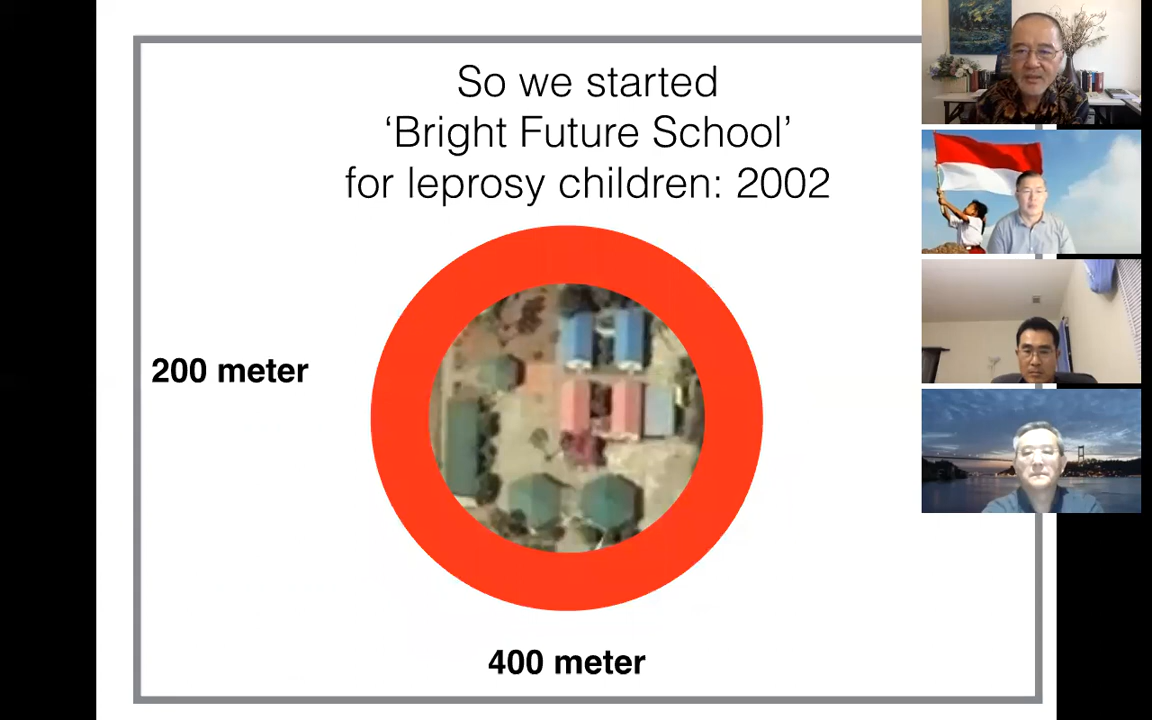 So we started
‘Bright Future School’
for leprosy children: 2002
200 meter
400 meter